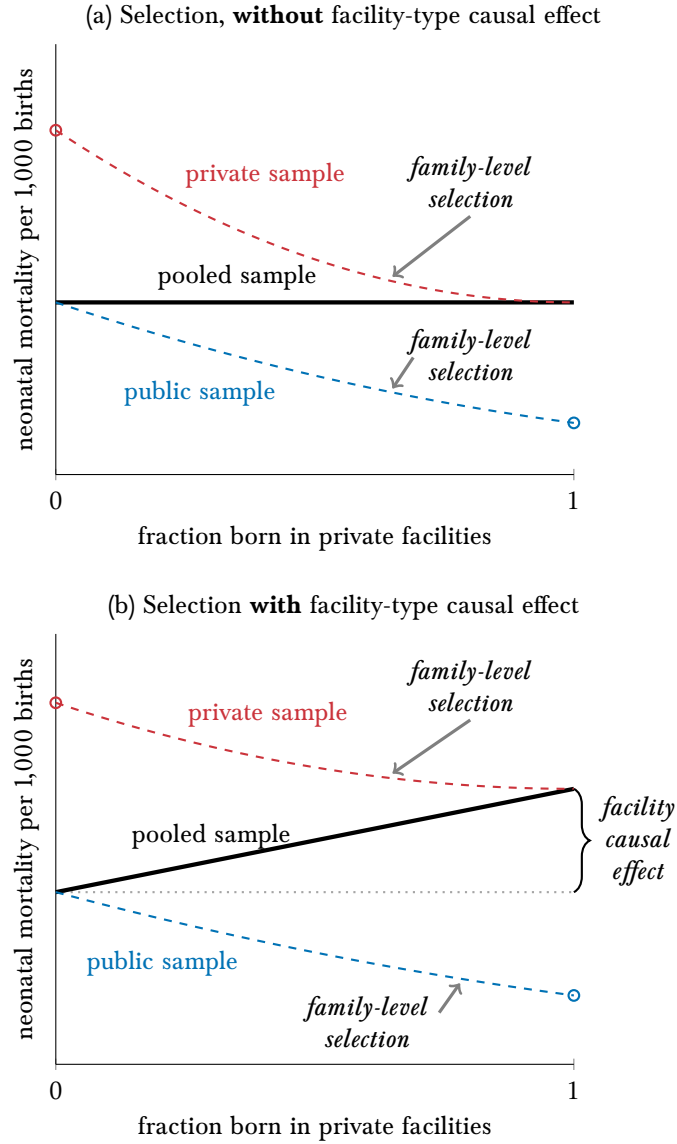 (a) Selection, without facility-type causal effect
neonatal mortality per 1,000 births
private sample
family-level
selection
pooled sample
family-level
selection
public sample
0
1
fraction born in private facilities
(b) Selection with facility-type causal effect
neonatal mortality per 1,000 births
family-level
selection
private sample
pooled sample
facility
causal
effect
public sample
family-level
selection
0
1
fraction born in private facilities